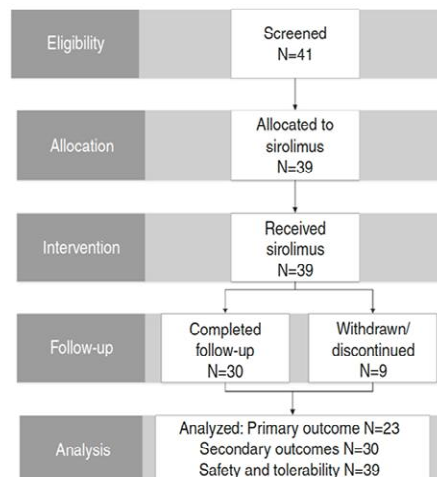 Eligibility
Screened
N=41
Allocation
Allocated to
sirolimus
N=39
Intervention
Received
sirolimus
N=39
Follow-up
Completed
follow-up
N=30
Withdrawn/
discontinued
N=9
Analysis
Analyzed: Primary outcome N=23
Secondary outcomes N=30
Safety and tolerability N=39